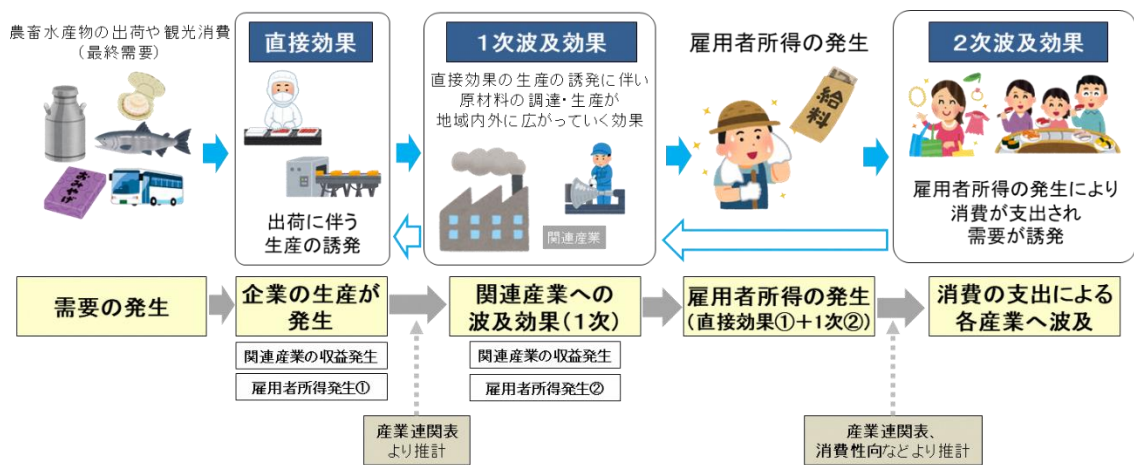 農畜水産物の出荷や観光消費
（最終需要）
おみやげ
直接効果
出荷に伴う
生産の誘発
1次波及効果
直接効果の生産の誘発に伴い
原材料の調達・生産が
地域内外に広がっていく効果
関連産業
雇用者所得の発生
給料
2次波及効果
雇用者所得の発生により
消費が支出され
需要が誘発
需要の発生
企業の生産が
発生
関連産業の収益発生
雇用者所得発生①
関連産業への
波及効果（1次）
関連産業の収益発生
雇用者所得発生②
雇用者所得の発生
（直接効果①＋1次②）
消費の支出による
各産業へ波及
産業連関表
より推計
産業連関表、
消費性向などより推計